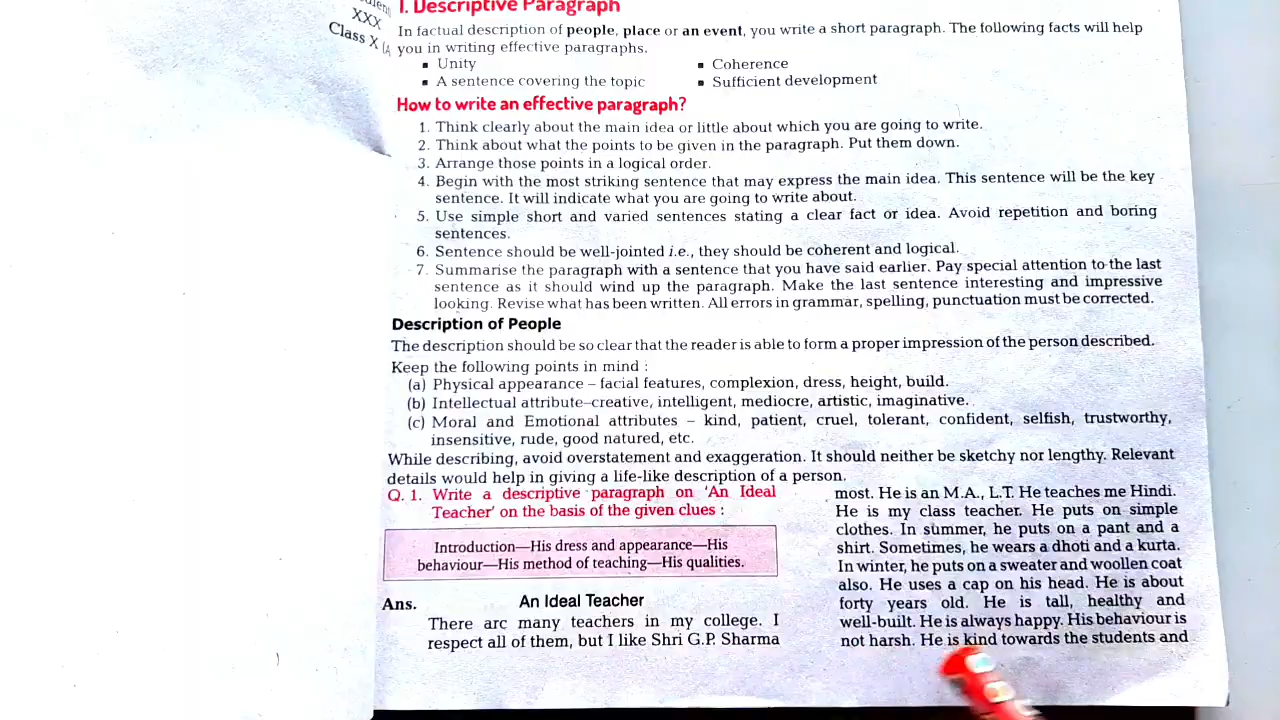 XXX
Class X
I. Descriptive Paragraph
In factual description of people, place or an event, you write a short paragraph. The following facts will help
you in writing effective paragraphs.
▪ Unity ▪ Coherence
▪ A sentence covering the topic ▪ Sufficient development
How to write an effective paragraph?
1. Think clearly about the main idea or little about which you are going to write.
2. Think about what the points to be given in the paragraph. Put them down.
3. Arrange those points in a logical order.
4. Begin with the most striking sentence that may express the main idea. This sentence will be the key
sentence. It will indicate what you are going to write about.
5. Use simple short and varied sentences stating a clear fact or idea. Avoid repetition and boring
sentences.
6. Sentence should be well-jointed i.e., they should be coherent and logical.
7. Summarise the paragraph with a sentence that you have said earlier. Pay special attention to the last
sentence as it should wind up the paragraph. Make the last sentence interesting and impressive
looking. Revise what has been written. All errors in grammar, spelling, punctuation must be corrected.
Description of People
The description should be so clear that the reader is able to form a proper impression of the person described.
Keep the following points in mind :
(a) Physical appearance – facial features, complexion, dress, height, build.
(b) Intellectual attribute–creative, intelligent, mediocre, artistic, imaginative.
(c) Moral and Emotional attributes – kind, patient, cruel, tolerant, confident, selfish, trustworthy,
insensitive, rude, good natured, etc.
While describing, avoid overstatement and exaggeration. It should neither be sketchy nor lengthy. Relevant
details would help in giving a life-like description of a person.
Q. 1. Write a descriptive paragraph on 'An Ideal
Teacher' on the basis of the given clues :
Introduction—His dress and appearance—His
behaviour—His method of teaching—His qualities.
Ans. An Ideal Teacher
There are many teachers in my college. I
respect all of them, but I like Shri G.P. Sharma
most. He is an M.A., L.T. He teaches me Hindi.
He is my class teacher. He puts on simple
clothes. In summer, he puts on a pant and a
shirt. Sometimes, he wears a dhoti and a kurta.
In winter, he puts on a sweater and woollen coat
also. He uses a cap on his head. He is about
forty years old. He is tall, healthy and
well-built. He is always happy. His behaviour is
not harsh. He is kind towards the students and